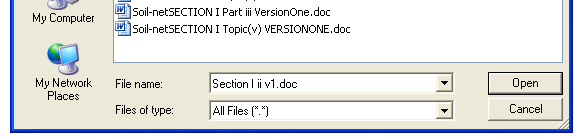 My Computer
Soil-netSECTION I Part iii VersionOne.doc
Soil-netSECTION I Topic(v) VERSIONONE.doc
My Network
Places
File name:
Section I ii v1.doc
Open
Files of type:
All Files (*.*)
Cancel